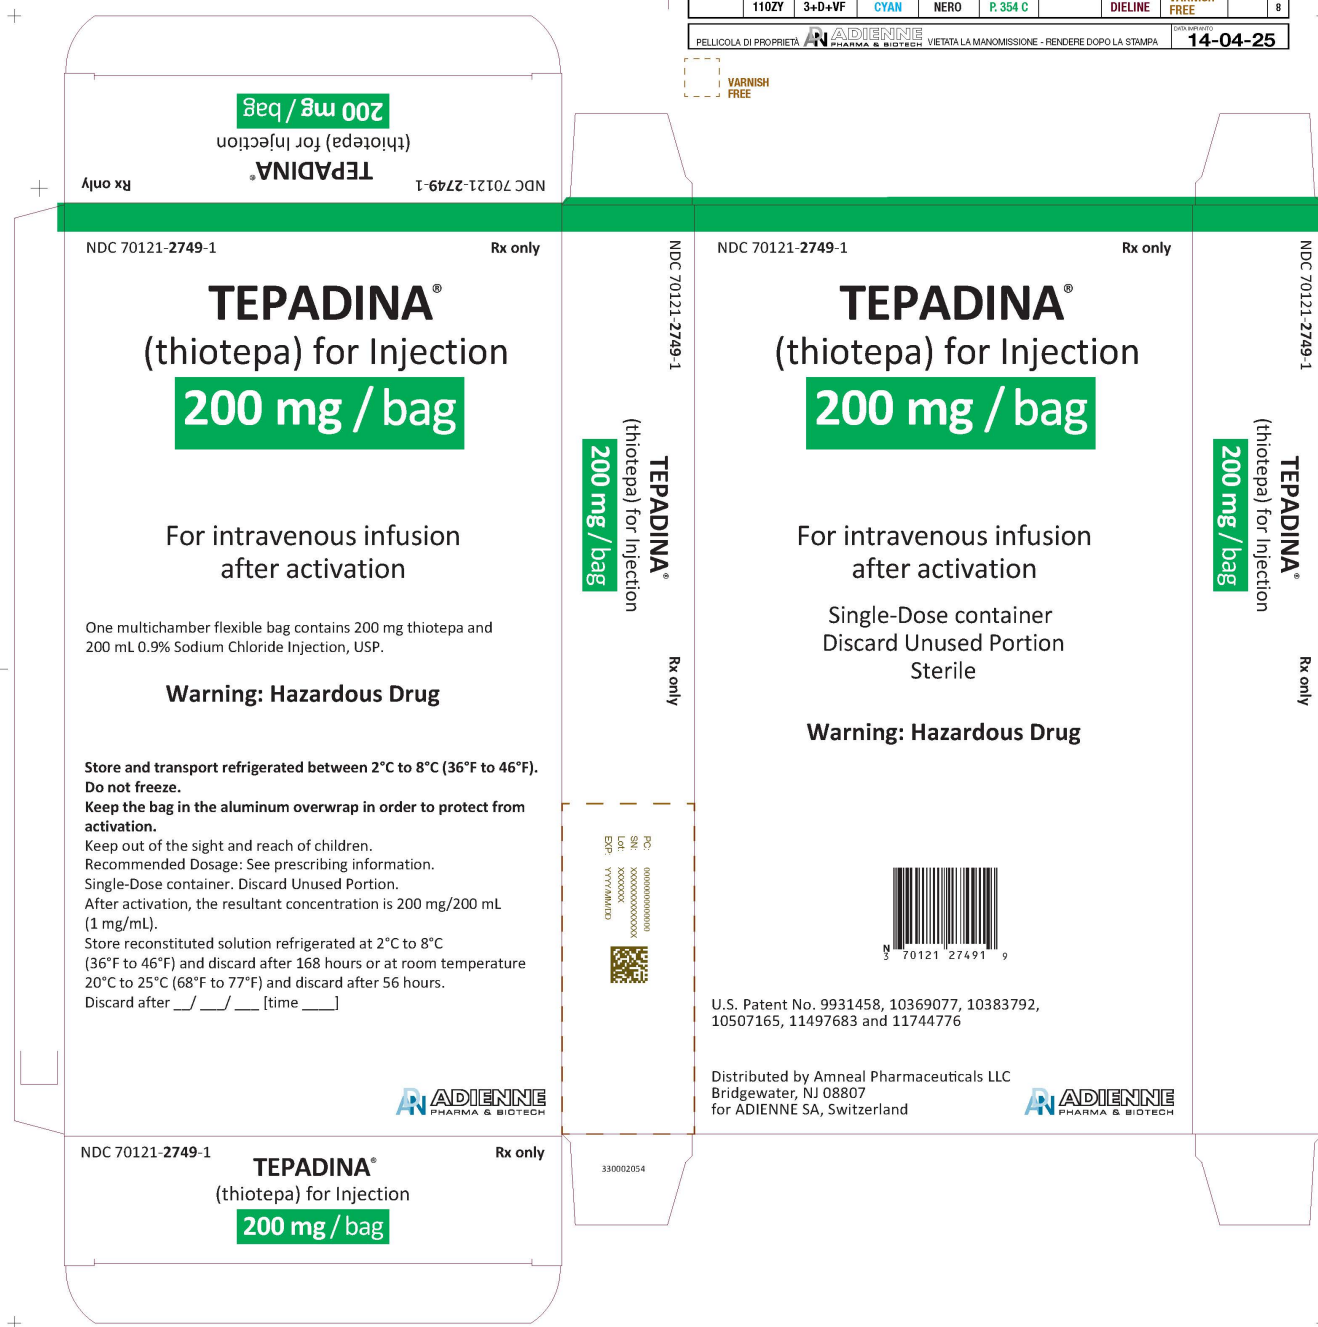 110ZY 3+D+VF CYAN NERO P. 354 C DIELINE VARNISH FREE 8
PELLICOLA DI PROPRIETÀ ADIENNE PHARMA & BIOTECH VIETATA LA MANOMISSIONE - RENDERE DOPO LA STAMPA
DATA IMPIANTO
14-04-25
VARNISH
FREE
NDC 70121-2749-1
Rx only
TEPADINA®
(thiotepa) for Injection
200 mg / bag
NDC 70121-2749-1
Rx only
TEPADINA®
(thiotepa) for Injection
200 mg / bag
For intravenous infusion
after activation
One multichamber flexible bag contains 200 mg thiotepa and
200 mL 0.9% Sodium Chloride Injection, USP.
Warning: Hazardous Drug
Store and transport refrigerated between 2°C to 8°C (36°F to 46°F).
Do not freeze.
Keep the bag in the aluminum overwrap in order to protect from
activation.
Keep out of the sight and reach of children.
Recommended Dosage: See prescribing information.
Single-Dose container. Discard Unused Portion.
After activation, the resultant concentration is 200 mg/200 mL
(1 mg/mL).
Store reconstituted solution refrigerated at 2°C to 8°C
(36°F to 46°F) and discard after 168 hours or at room temperature
20°C to 25°C (68°F to 77°F) and discard after 56 hours.
Discard after __/ ___/ ___ [time ____]
ADIENNE
PHARMA & BIOTECH
NDC 70121-2749-1
Rx only
TEPADINA®
(thiotepa) for Injection
200 mg / bag
NDC 70121-2749-1
TEPADINA®
(thiotepa) for Injection
200 mg / bag
Rx only
PC: 00000000000000
SN: XXXXXXXXXXXXXX
Lot: XXXXXXX
EXP: YYYY/MM/DD
330002054
NDC 70121-2749-1
Rx only
TEPADINA®
(thiotepa) for Injection
200 mg / bag
For intravenous infusion
after activation
Single-Dose container
Discard Unused Portion
Sterile
Warning: Hazardous Drug
N
3 70121 27491 9
U.S. Patent No. 9931458, 10369077, 10383792,
10507165, 11497683 and 11744776
Distributed by Amneal Pharmaceuticals LLC
Bridgewater, NJ 08807
for ADIENNE SA, Switzerland
ADIENNE
PHARMA & BIOTECH
NDC 70121-2749-1
TEPADINA®
(thiotepa) for Injection
200 mg / bag
Rx only